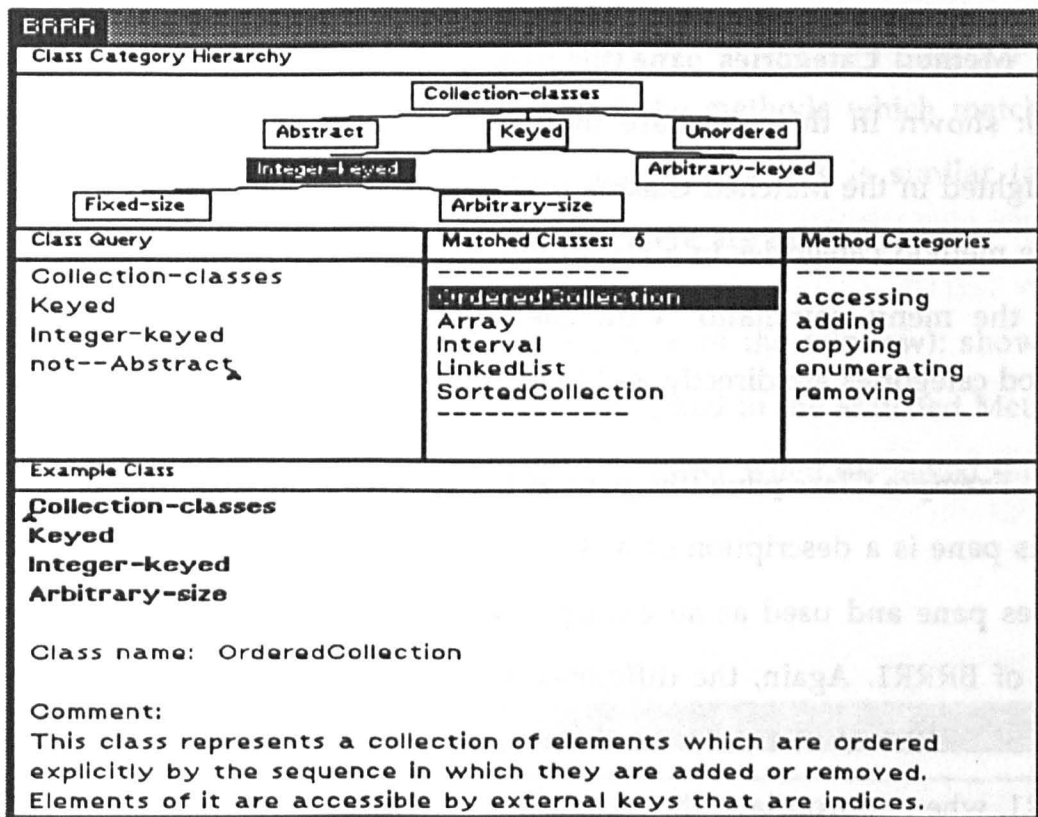 BRRR
Class Category Hierarchy
Collection-classes
Abstract Keyed Unordered
Integer-keyed Arbitrary-keyed
Fixed-size Arbitrary-size
Class Query
Collection-classes
Keyed
Integer-keyed
not--Abstract
Matched Classes: 5
--------------
OrderedCollection
Array
Interval
LinkedList
SortedCollection
--------------
Method Categories
--------------
accessing
adding
copying
enumerating
removing
--------------
Example Class
Collection-classes
Keyed
Integer-keyed
Arbitrary-size
Class name: OrderedCollection
Comment:
This class represents a collection of elements which are ordered
explicitly by the sequence in which they are added or removed.
Elements of it are accessible by external keys that are indices.